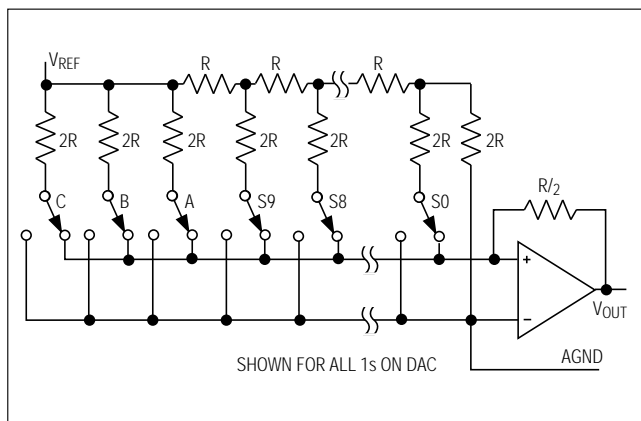 VREF
R R R
2R 2R 2R 2R 2R 2R 2R
C B A S9 S8 S0
R/2
+
−
VOUT
AGND
SHOWN FOR ALL 1s ON DAC